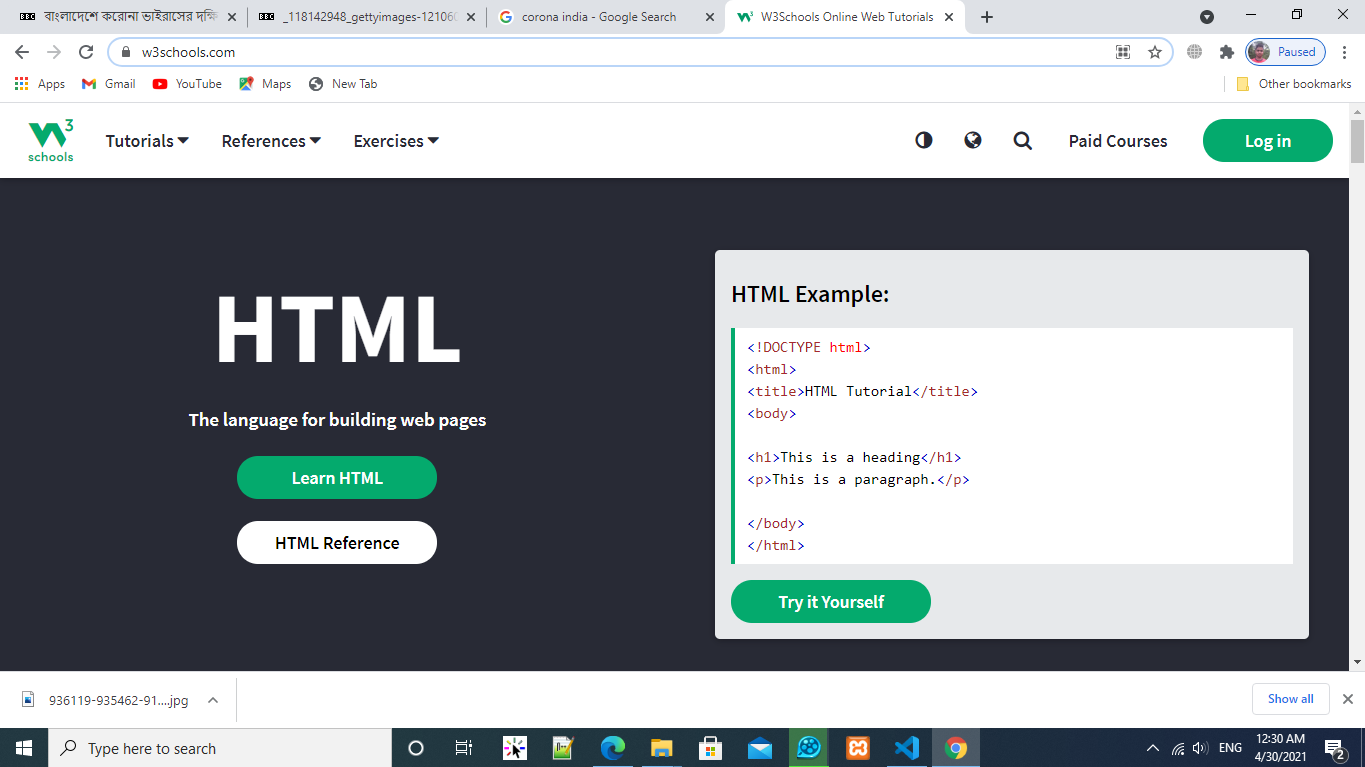 বাংলাদেশে করোনা ভাইরাসের দক্ষি
_118142948_gettyimages-12106
corona india - Google Search
W3Schools Online Web Tutorials
w3schools.com
Paused
Apps
Gmail
YouTube
Maps
New Tab
Other bookmarks
W3
schools
Tutorials
References
Exercises
Paid Courses
Log in
HTML
The language for building web pages
Learn HTML
HTML Reference
HTML Example:
<!DOCTYPE html>
<html>
<title>HTML Tutorial</title>
<body>
<h1>This is a heading</h1>
<p>This is a paragraph.</p>
</body>
</html>
Try it Yourself
936119-935462-91....jpg
Show all
Type here to search
ENG
12:30 AM
4/30/2021
2